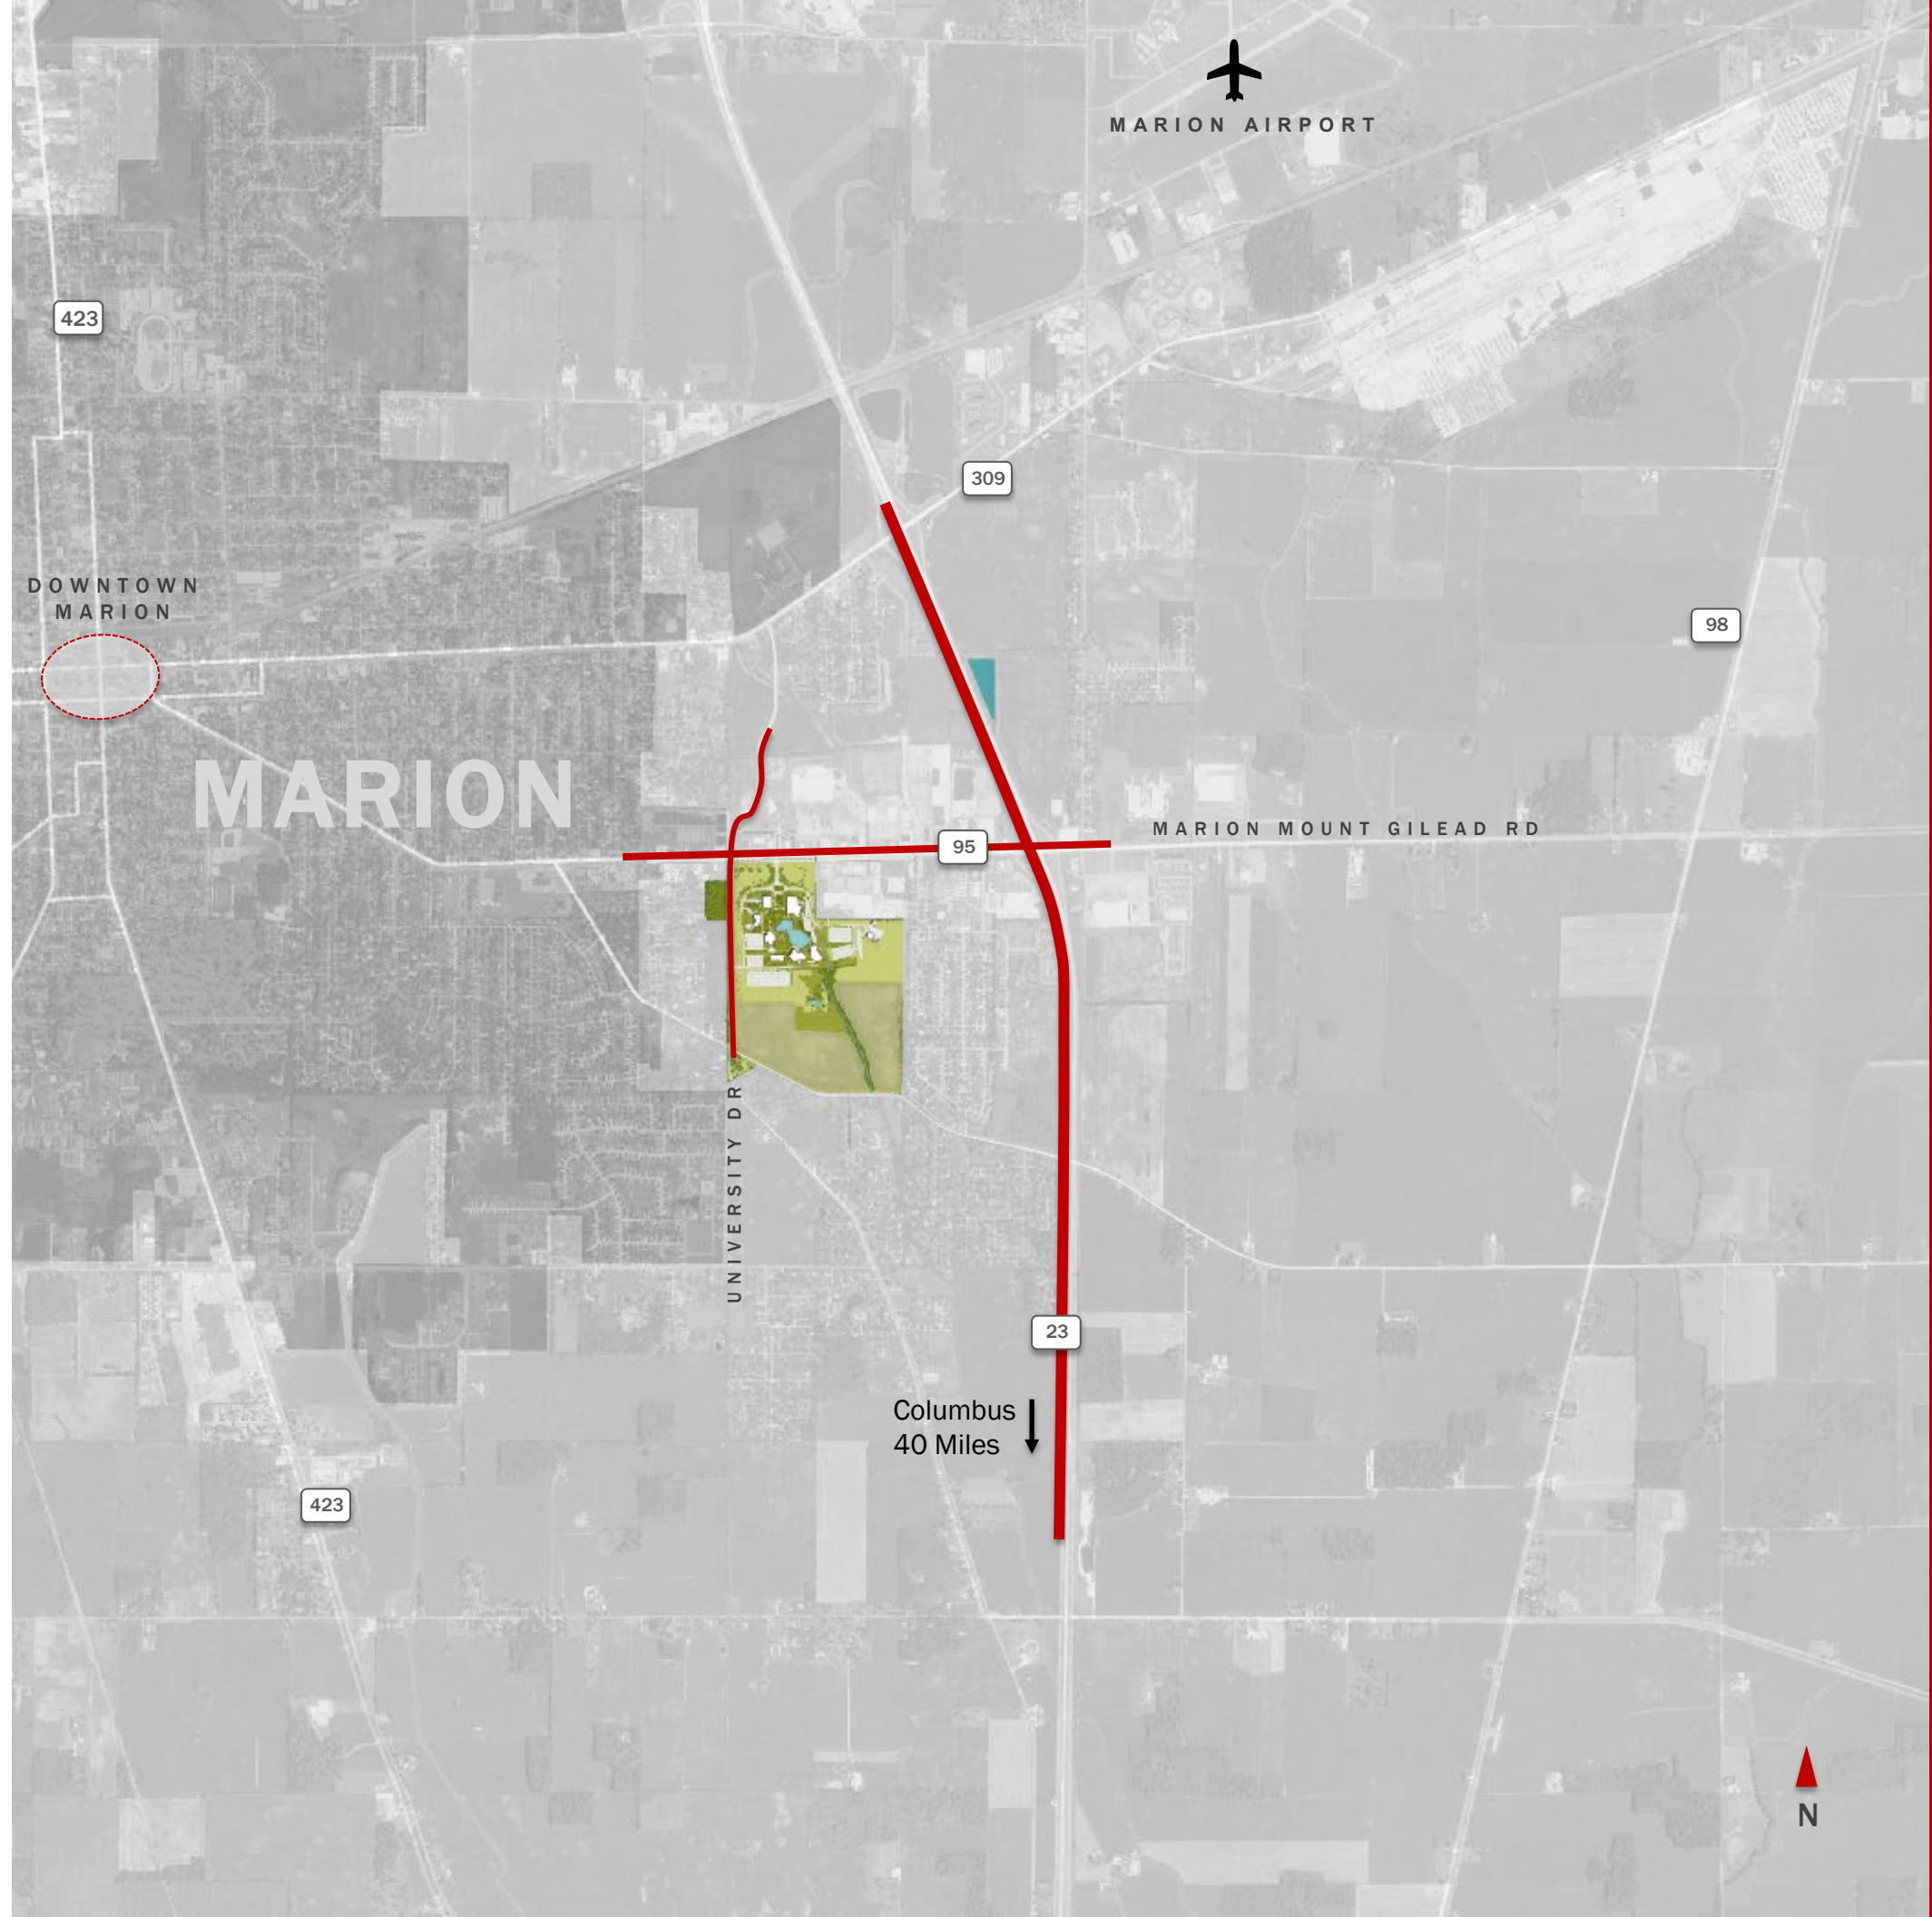 MARION AIRPORT
423
309
DOWNTOWN
MARION
98
MARION
MARION MOUNT GILEAD RD
95
UNIVERSITY DR
23
Columbus
40 Miles
423
N